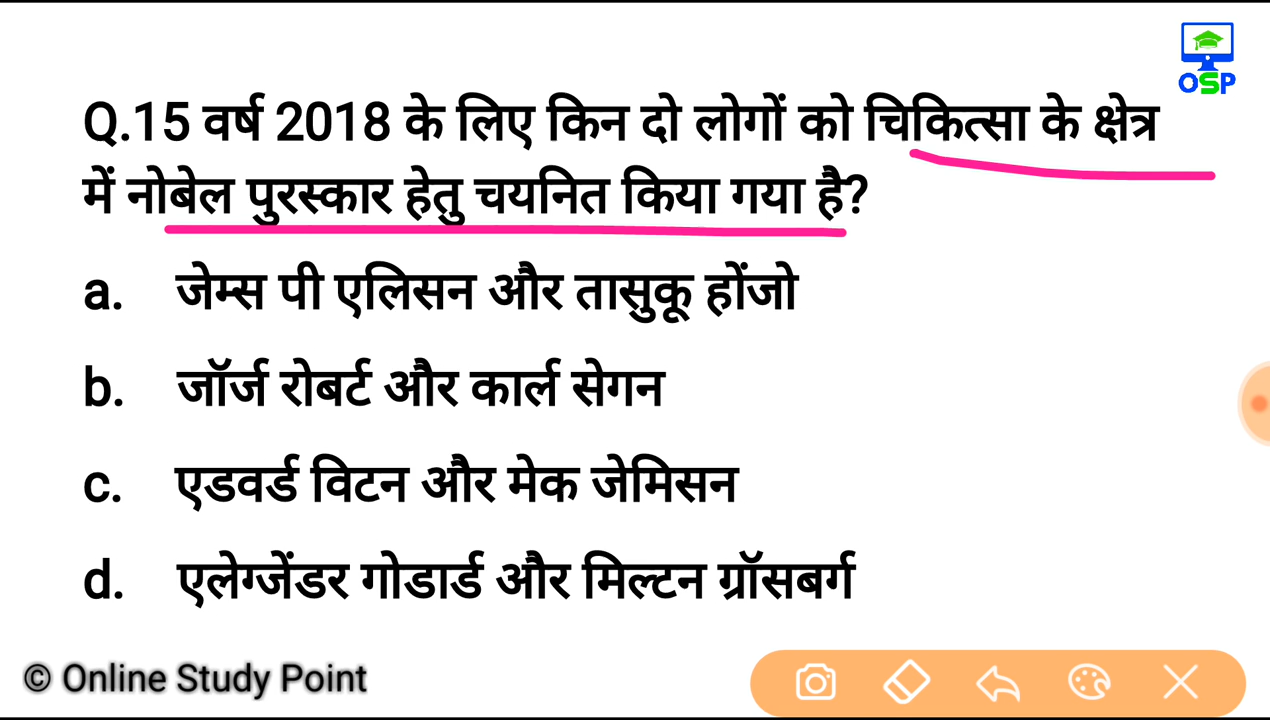 OSP
Q.15 वर्ष 2018 के लिए किन दो लोगों को चिकित्सा के क्षेत्र
में नोबेल पुरस्कार हेतु चयनित किया गया है?
a. जेम्स पी एलिसन और तासुकू होंजो
b. जॉर्ज रोबर्ट और कार्ल सेगन
c. एडवर्ड विटन और मेक जेमिसन
d. एलेग्जेंडर गोडार्ड और मिल्टन ग्रॉसबर्ग
© Online Study Point